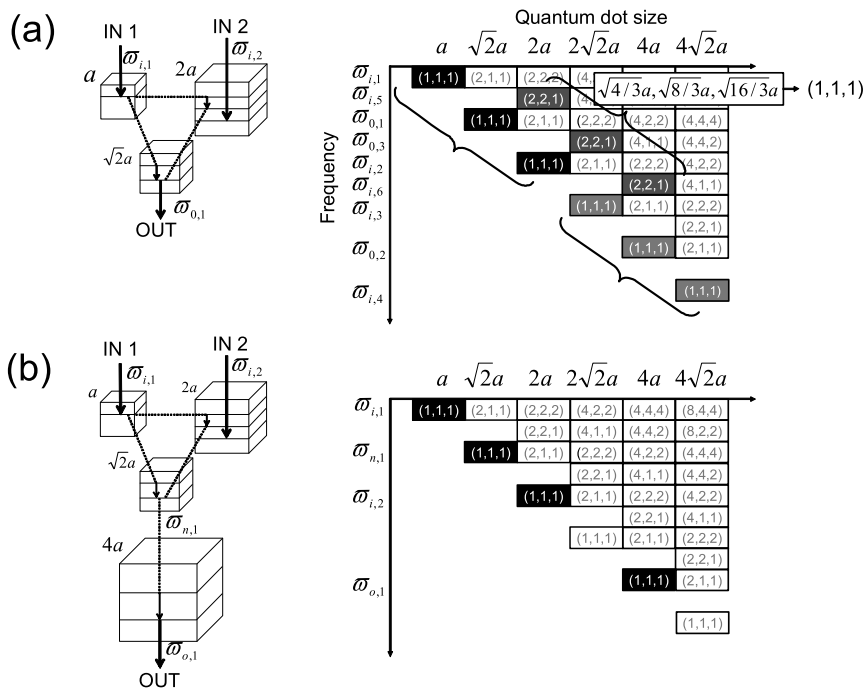 (a)
IN 1
IN 2
ϖi,1
ϖi,2
a
2a
√2a
ϖ0,1
OUT
Quantum dot size
a √2a 2a 2√2a 4a 4√2a
Frequency
ϖi,1 (1,1,1) (2,1,1) (2,2,2) (4,
√4/3a, √8/3a, √16/3a (1,1,1)
ϖi,5 (2,2,1)
ϖ0,1 (1,1,1) (2,1,1) (2,2,2) (4,2,2) (4,4,4)
ϖ0,3 (2,2,1) (4,1,1) (4,4,2)
ϖi,2 (1,1,1) (2,1,1) (2,2,2) (4,2,2)
ϖi,6 (2,2,1) (4,1,1)
ϖi,3 (1,1,1) (2,1,1) (2,2,2)
(2,2,1)
ϖ0,2 (1,1,1) (2,1,1)
ϖi,4 (1,1,1)
(b)
IN 1
IN 2
ϖi,1
ϖi,2
a
2a
√2a
ϖn,1
4a
ϖo,1
OUT
a √2a 2a 2√2a 4a 4√2a
ϖi,1 (1,1,1) (2,1,1) (2,2,2) (4,2,2) (4,4,4) (8,4,4)
(2,2,1) (4,1,1) (4,4,2) (8,2,2)
ϖn,1 (1,1,1) (2,1,1) (2,2,2) (4,2,2) (4,4,4)
(2,2,1) (4,1,1) (4,4,2)
ϖi,2 (1,1,1) (2,1,1) (2,2,2) (4,2,2)
(2,2,1) (4,1,1)
(1,1,1) (2,1,1) (2,2,2)
(2,2,1)
ϖo,1 (1,1,1) (2,1,1)
(1,1,1)